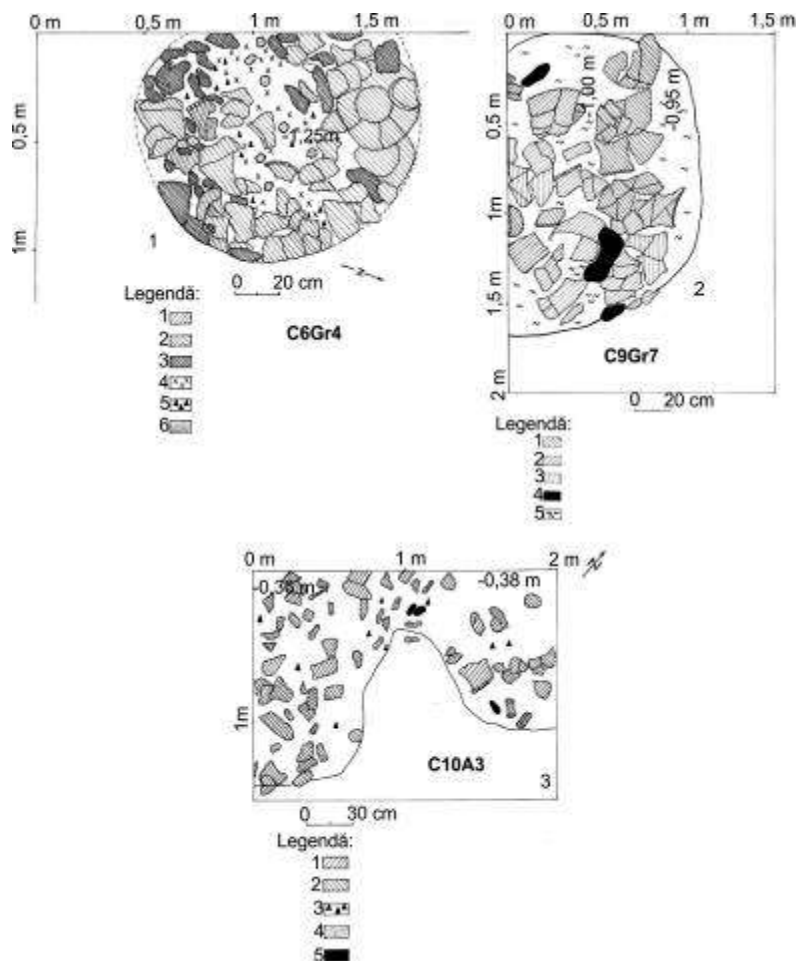 0 m 0,5 m 1 m 1,5 m
0,5 m
1m
1,25m
1
0 20 cm
Legendă:
C6Gr4
1
2
3
4
5
6
0 m 0,5 m 1 m 1,5 m
0,5 m
1m
1,5 m
2 m
-1,00 m
-0,95 m
2
C9Gr7
0 20 cm
Legendă:
1
2
3
4
5
0 m 1 m 2 m
-0,38 m
1m
C10A3
3
0 30 cm
Legendă:
1
2
3
4
5